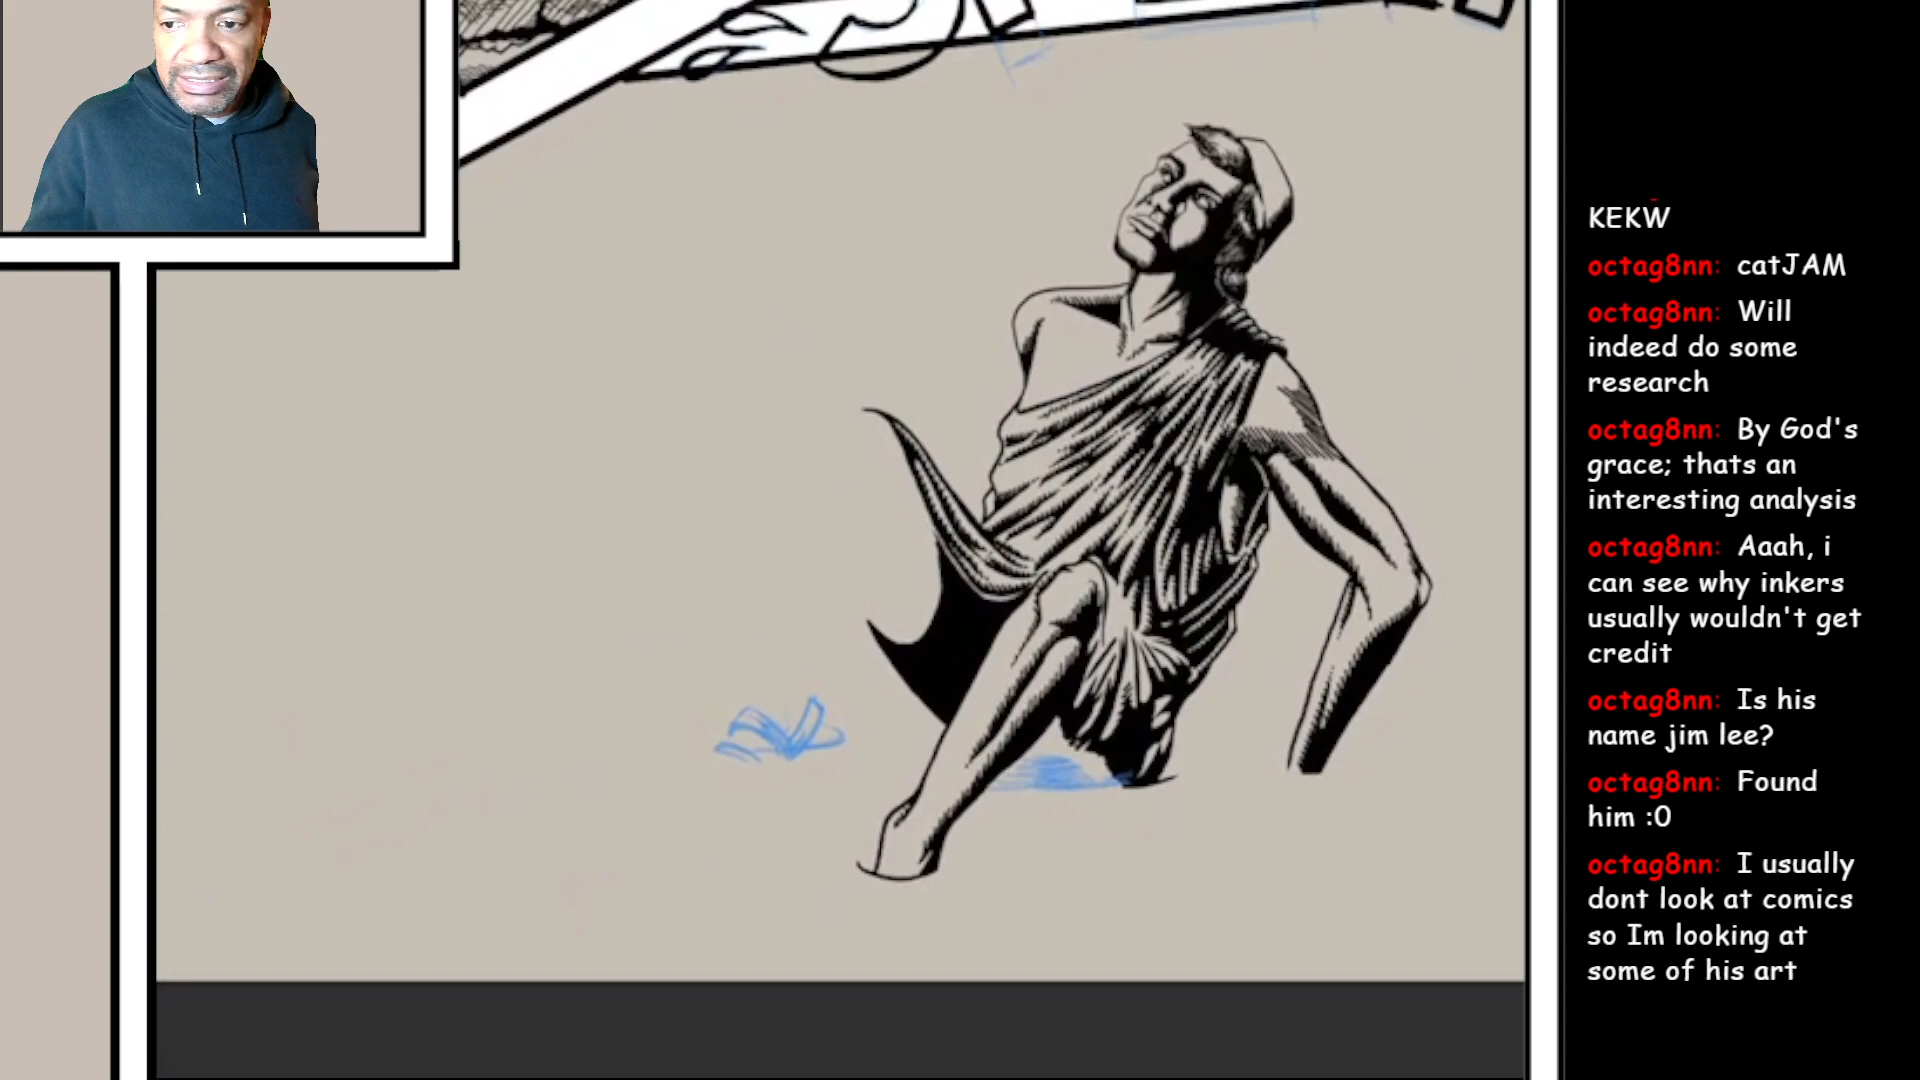 KEKW
octag8nn: catJAM
octag8nn: Will
indeed do some
research
octag8nn: By God's
grace; thats an
interesting analysis
octag8nn: Aaah, i
can see why inkers
usually wouldn't get
credit
octag8nn: Is his
name jim lee?
octag8nn: Found
him :O
octag8nn: I usually
dont look at comics
so Im looking at
some of his art